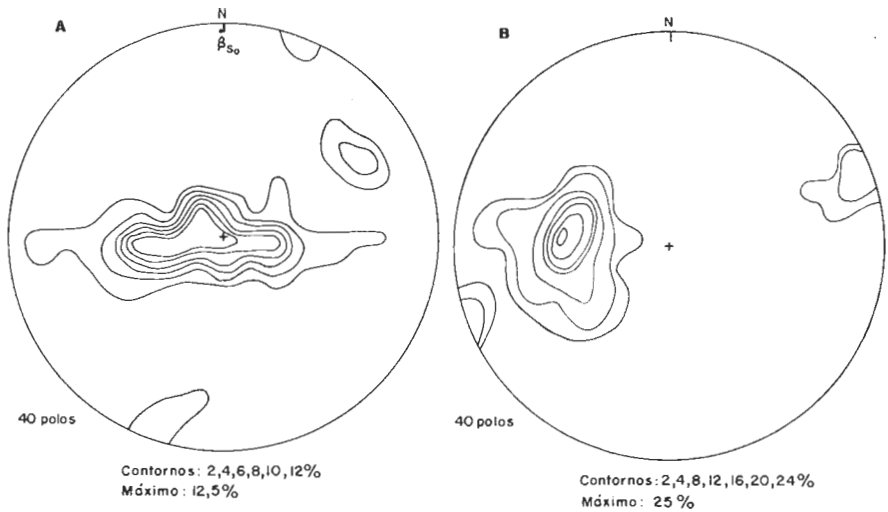 A
N
βS₀
40 polos
Contornos: 2,4,6,8,10,12%
Máximo: 12,5%
B
N
40 polos
Contornos: 2,4,8,12,16,20,24%
Máximo: 25%